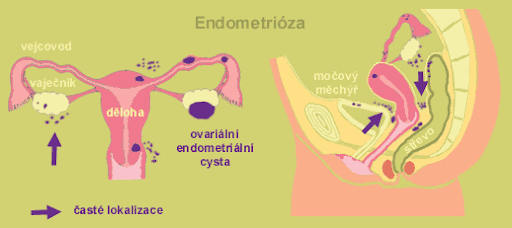 Endometrióza
vejcovod
vaječník
děloha
ovariální
endometriální
cysta
časté lokalizace
močový
měchýř
střevo